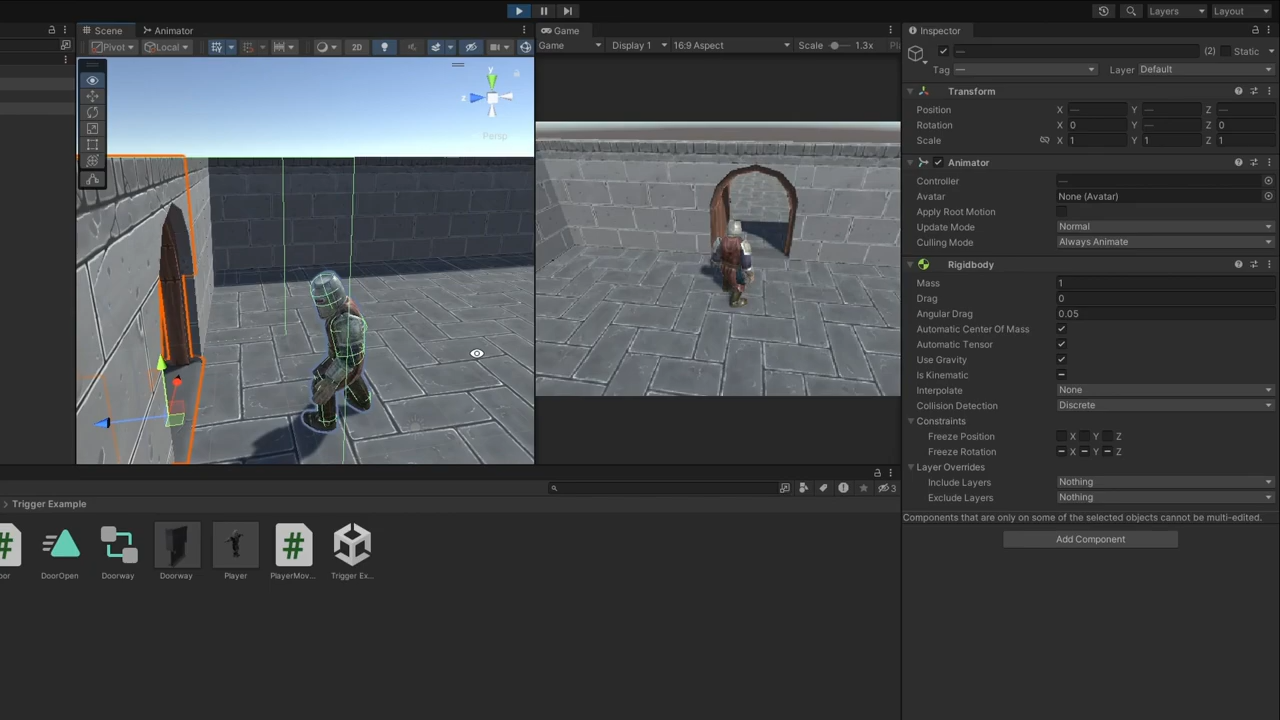 Layers
Layout
Scene
Animator
Game
Inspector
Pivot
Local
2D
Game
Display 1
16:9 Aspect
Scale
1.3x
(2)
Static
Tag
Layer
Default
y
z
Persp
Transform
Position X Y Z
Rotation X 0 Y Z 0
Scale X 1 Y 1 Z 1
Animator
Controller
Avatar None (Avatar)
Apply Root Motion
Update Mode Normal
Culling Mode Always Animate
Rigidbody
Mass 1
Drag 0
Angular Drag 0.05
Automatic Center Of Mass
Automatic Tensor
Use Gravity
Is Kinematic
Interpolate None
Collision Detection Discrete
Constraints
Freeze Position X Y Z
Freeze Rotation X Y Z
Layer Overrides
Include Layers Nothing
Exclude Layers Nothing
Components that are only on some of the selected objects cannot be multi-edited.
Add Component
3
Trigger Example
DoorOpen
Doorway
Doorway
Player
PlayerMov...
Trigger Ex...